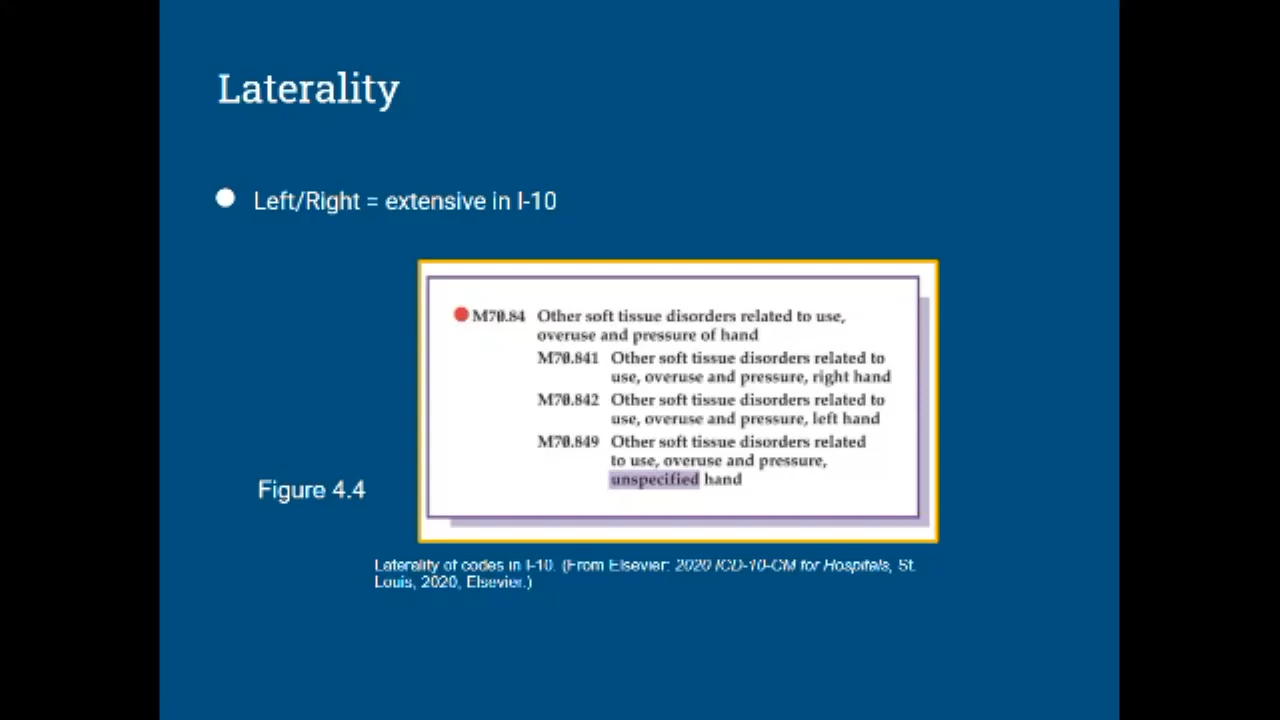 Laterality
Left/Right = extensive in I-10
M70.84 Other soft tissue disorders related to use,
overuse and pressure of hand
M70.841 Other soft tissue disorders related to
use, overuse and pressure, right hand
M70.842 Other soft tissue disorders related to
use, overuse and pressure, left hand
M70.849 Other soft tissue disorders related
to use, overuse and pressure,
unspecified hand
Figure 4.4
Laterality of codes in I-10. (From Elsevier: 2020 ICD-10-CM for Hospitals, St.
Louis, 2020, Elsevier.)